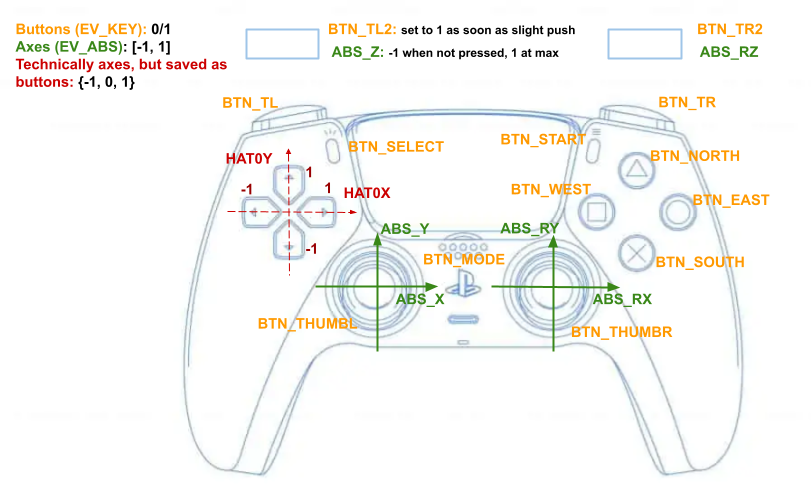 Buttons (EV_KEY): 0/1
Axes (EV_ABS): [-1, 1]
Technically axes, but saved as
buttons: {-1, 0, 1}
BTN_TL2: set to 1 as soon as slight push
ABS_Z: -1 when not pressed, 1 at max
BTN_TR2
ABS_RZ
BTN_TL
BTN_TR
BTN_SELECT
BTN_START
HAT0Y
1
-1
1
HAT0X
-1
BTN_NORTH
BTN_WEST
BTN_EAST
BTN_SOUTH
ABS_Y
ABS_RY
BTN_MODE
ABS_X
ABS_RX
BTN_THUMBL
BTN_THUMBR